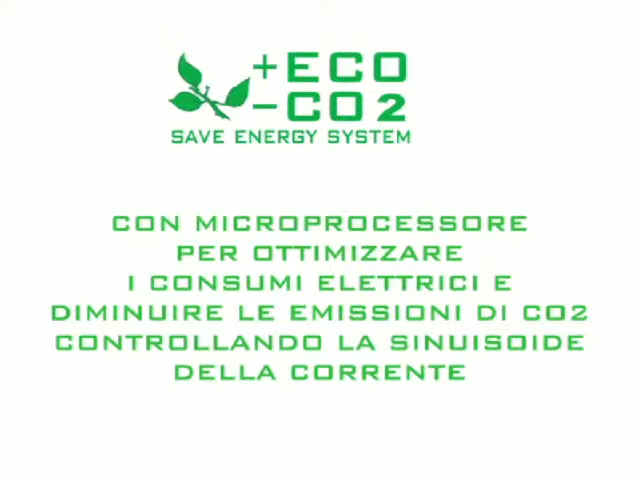 +ECO
-CO2
SAVE ENERGY SYSTEM
CON MICROPROCESSORE
PER OTTIMIZZARE
I CONSUMI ELETTRICI E
DIMINUIRE LE EMISSIONI DI CO2
CONTROLLANDO LA SINUISOIDE
DELLA CORRENTE